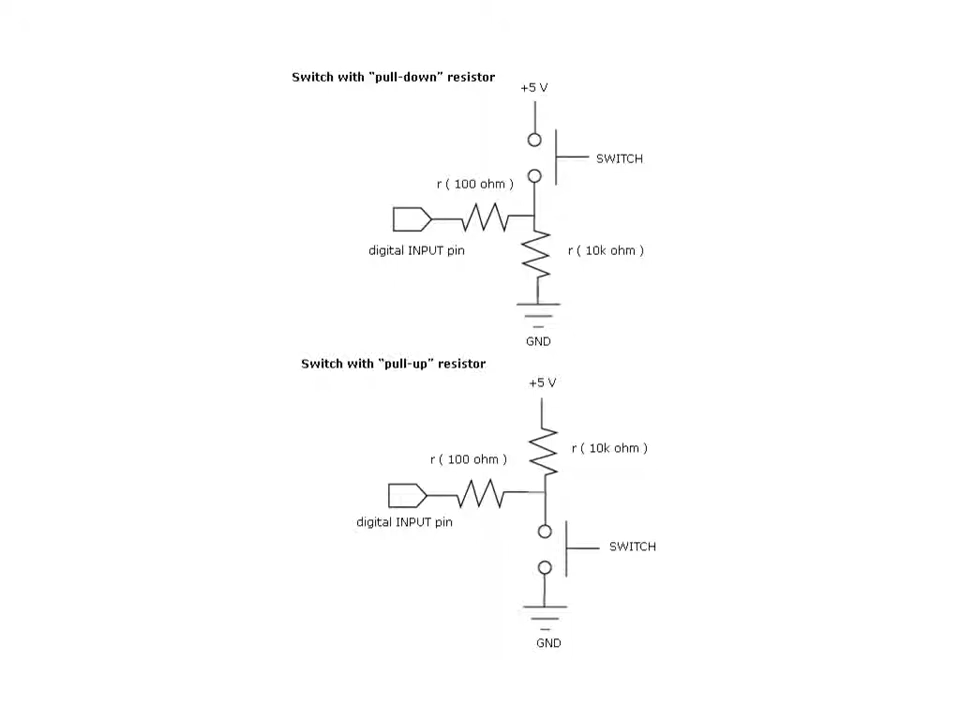 Switch with “pull-down” resistor
+5 V
SWITCH
r ( 100 ohm )
digital INPUT pin
r ( 10k ohm )
GND
Switch with “pull-up” resistor
+5 V
r ( 10k ohm )
r ( 100 ohm )
digital INPUT pin
SWITCH
GND